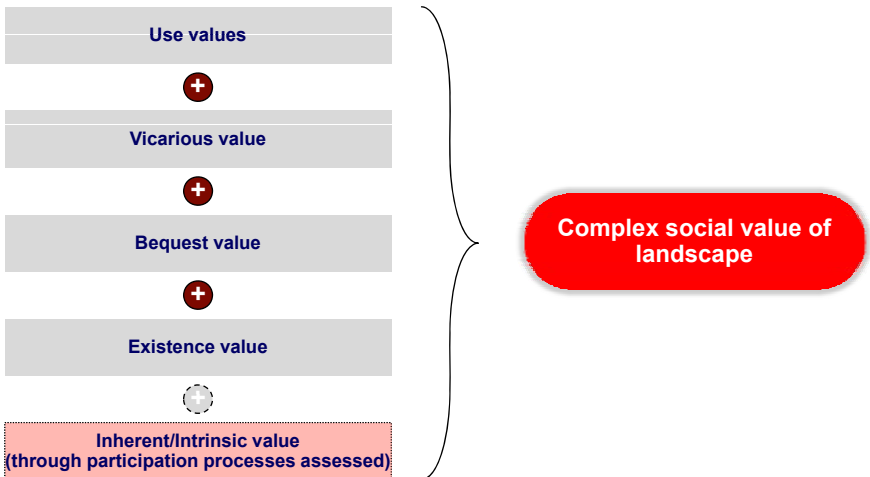 Use values
+
Vicarious value
+
Bequest value
+
Existence value
+
Inherent/Intrinsic value
(through participation processes assessed)
Complex social value of
landscape